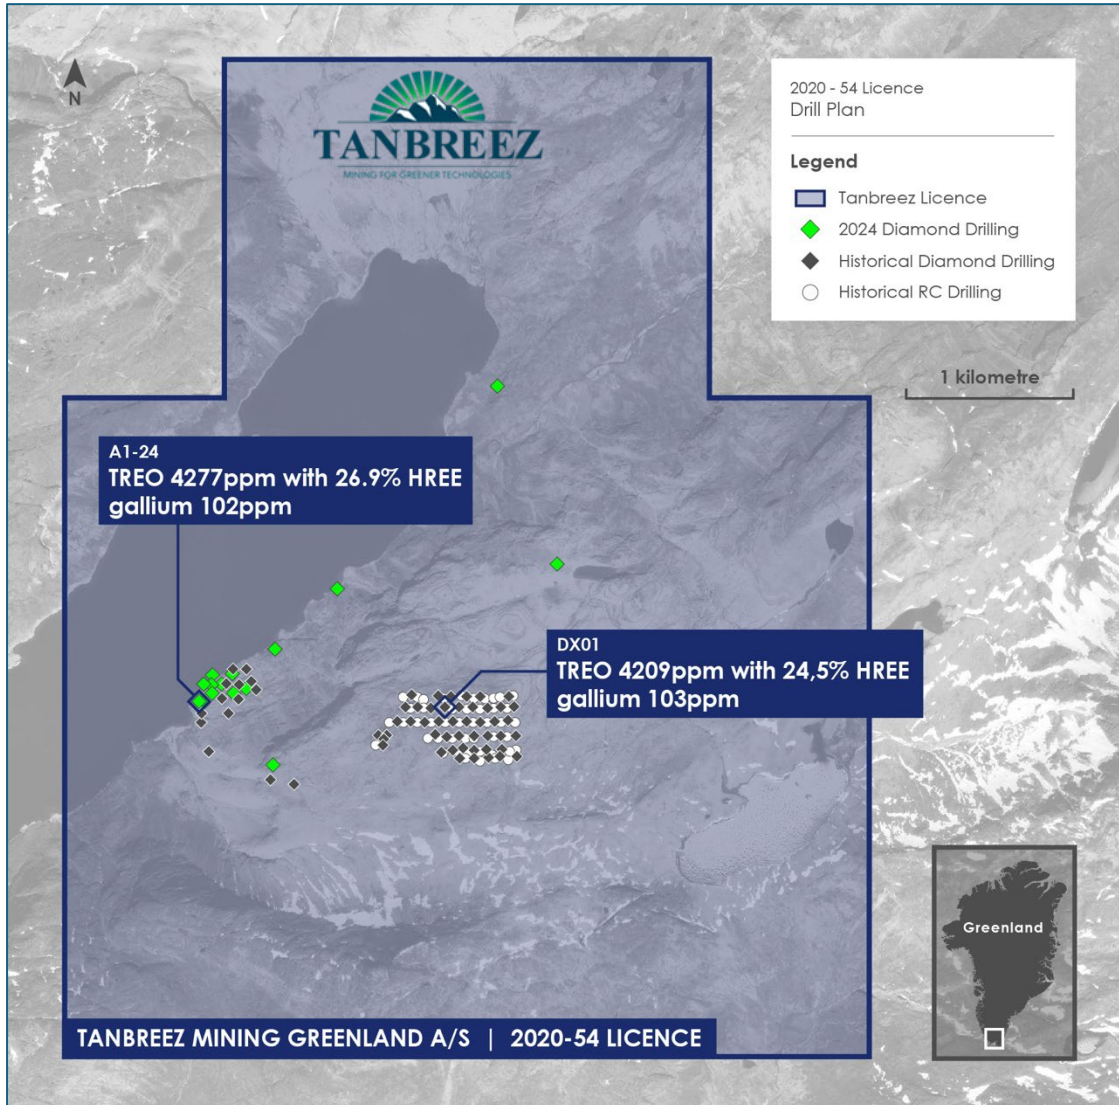 N
TANBREEZ
MINING FOR GREENER TECHNOLOGIES
2020 - 54 Licence
Drill Plan
Legend
Tanbreez Licence
2024 Diamond Drilling
Historical Diamond Drilling
Historical RC Drilling
1 kilometre
A1-24
TREO 4277ppm with 26.9% HREE
gallium 102ppm
DX01
TREO 4209ppm with 24,5% HREE
gallium 103ppm
Greenland
TANBREEZ MINING GREENLAND A/S | 2020-54 LICENCE